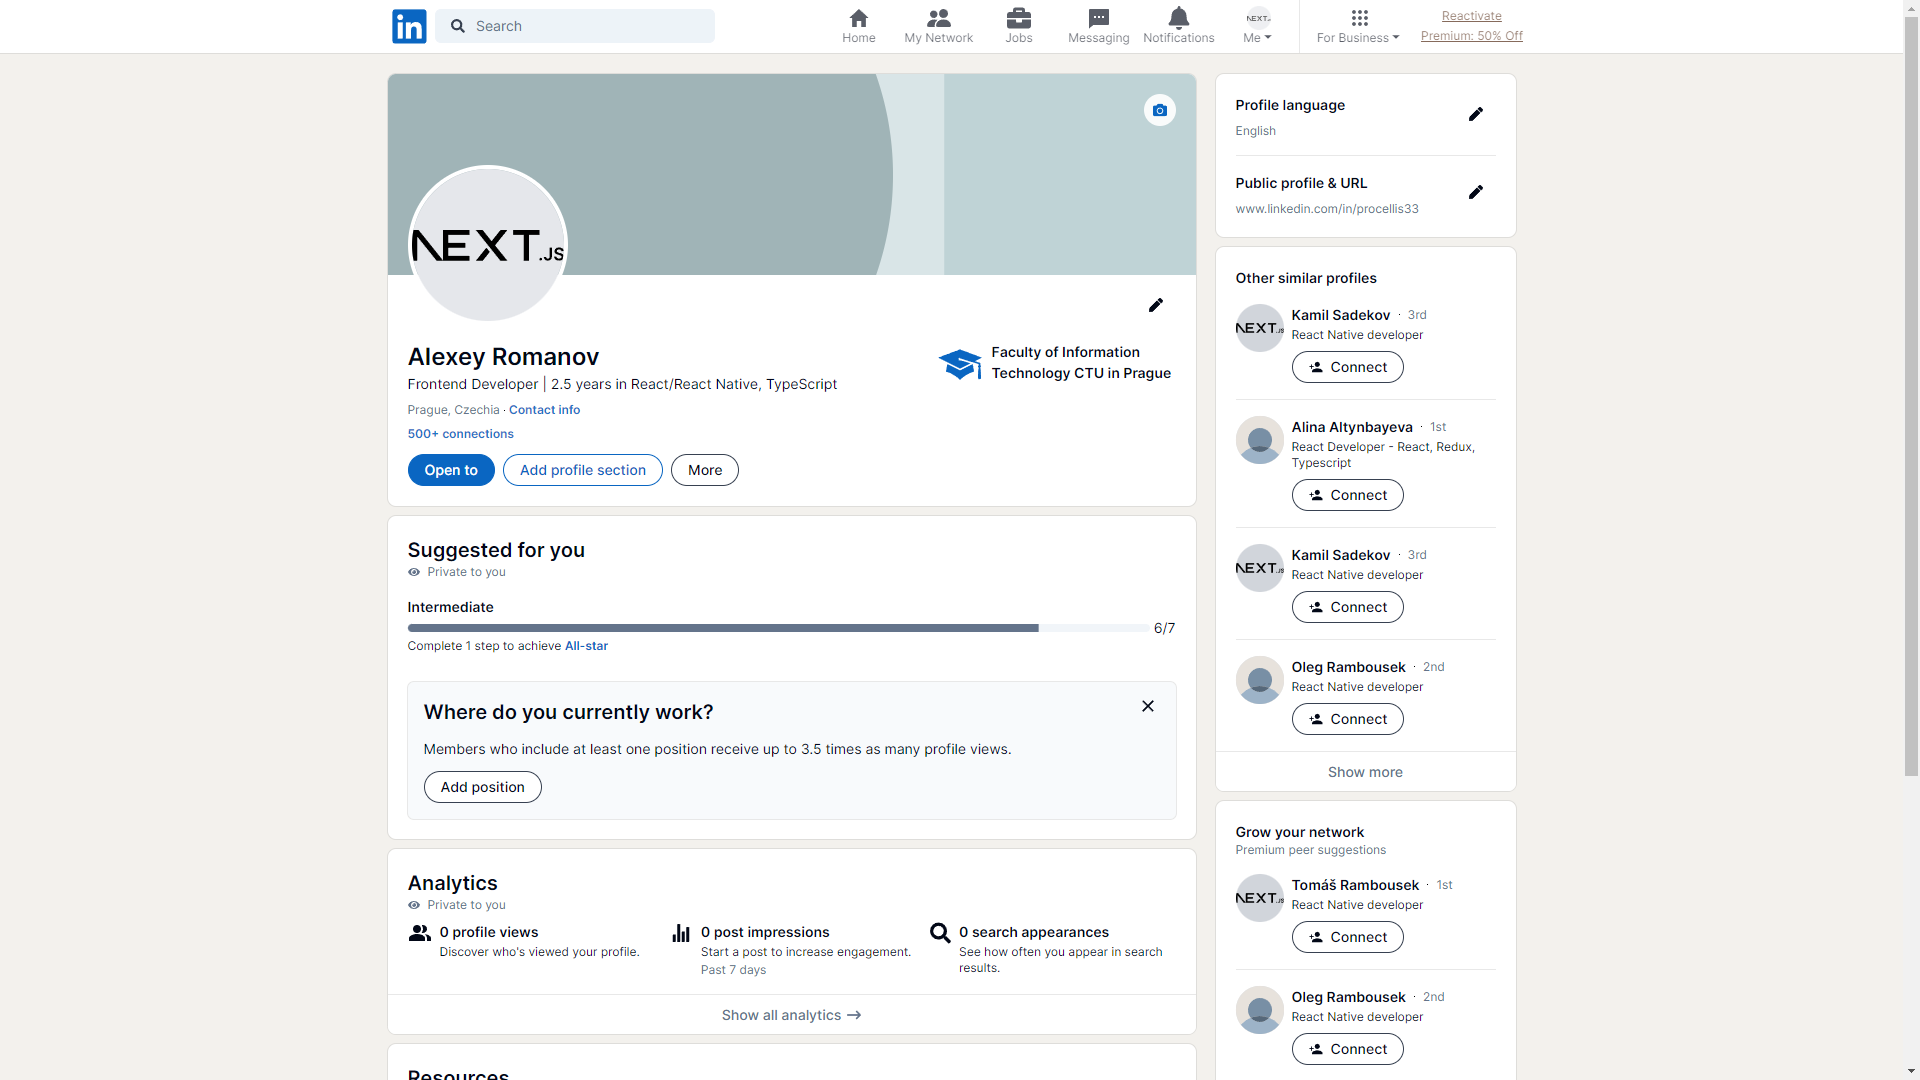 in
Search
Home
My Network
Jobs
Messaging
Notifications
NEXT.
Me
For Business
Reactivate
Premium: 50% Off
NEXT.JS
Alexey Romanov
Frontend Developer | 2.5 years in React/React Native, TypeScript
Prague, Czechia · Contact info
500+ connections
Open to
Add profile section
More
Faculty of Information
Technology CTU in Prague
Suggested for you
Private to you
Intermediate
6/7
Complete 1 step to achieve All-star
Where do you currently work?
Members who include at least one position receive up to 3.5 times as many profile views.
Add position
Analytics
Private to you
0 profile views
Discover who's viewed your profile.
0 post impressions
Start a post to increase engagement.
Past 7 days
0 search appearances
See how often you appear in search
results.
Show all analytics
Resources
Profile language
English
Public profile & URL
www.linkedin.com/in/procellis33
Other similar profiles
NEXT.JS
Kamil Sadekov · 3rd
React Native developer
Connect
Alina Altynbayeva · 1st
React Developer - React, Redux,
Typescript
Connect
NEXT.JS
Kamil Sadekov · 3rd
React Native developer
Connect
Oleg Rambousek · 2nd
React Native developer
Connect
Show more
Grow your network
Premium peer suggestions
NEXT.JS
Tomáš Rambousek · 1st
React Native developer
Connect
Oleg Rambousek · 2nd
React Native developer
Connect